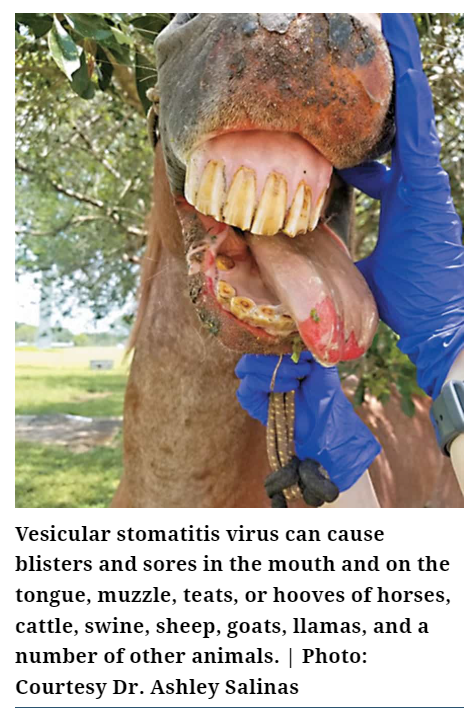 Vesicular stomatitis virus can cause
blisters and sores in the mouth and on the
tongue, muzzle, teats, or hooves of horses,
cattle, swine, sheep, goats, llamas, and a
number of other animals. | Photo:
Courtesy Dr. Ashley Salinas